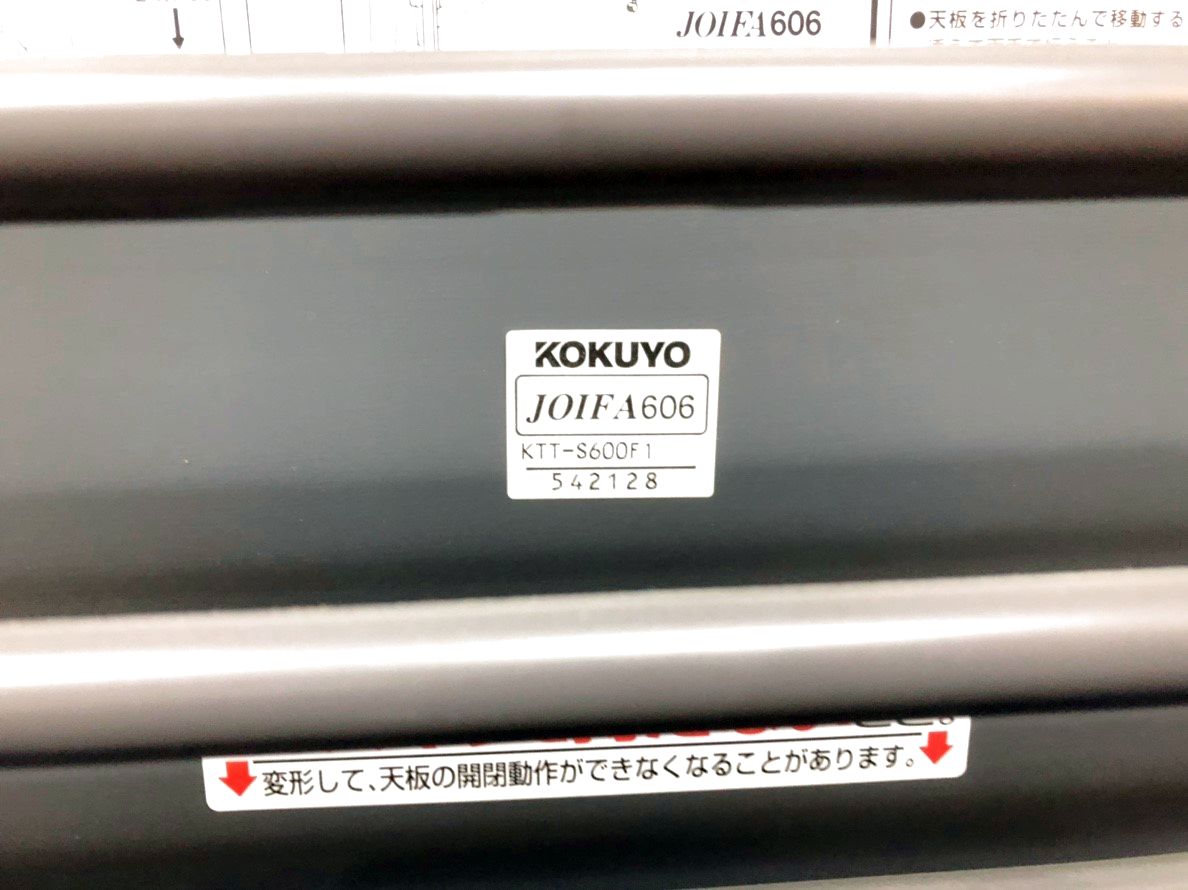 JOIFA606
●天板を折りたたんで移動する
KOKUYO
JOIFA606
KTT-S600F1
542128
変形して、天板の開閉動作ができなくなることがあります。